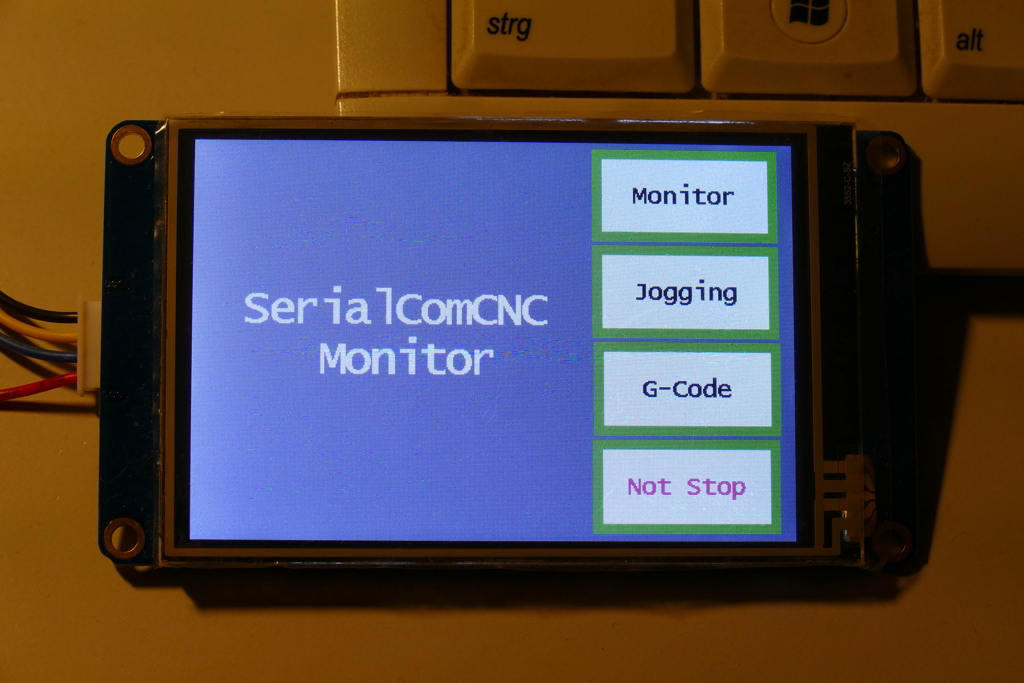 strg
alt
SerialComCNC
Monitor
Monitor
Jogging
G-Code
Not Stop